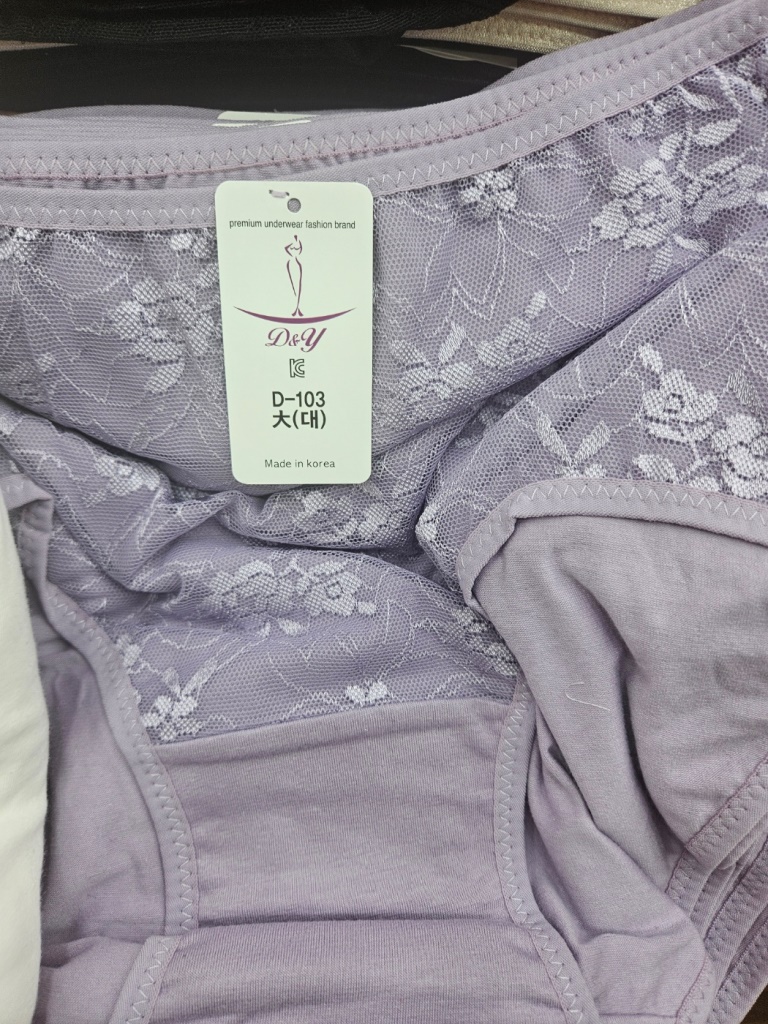 premium underwear fashion brand
D&Y
KC
D-103
大(대)
Made in korea